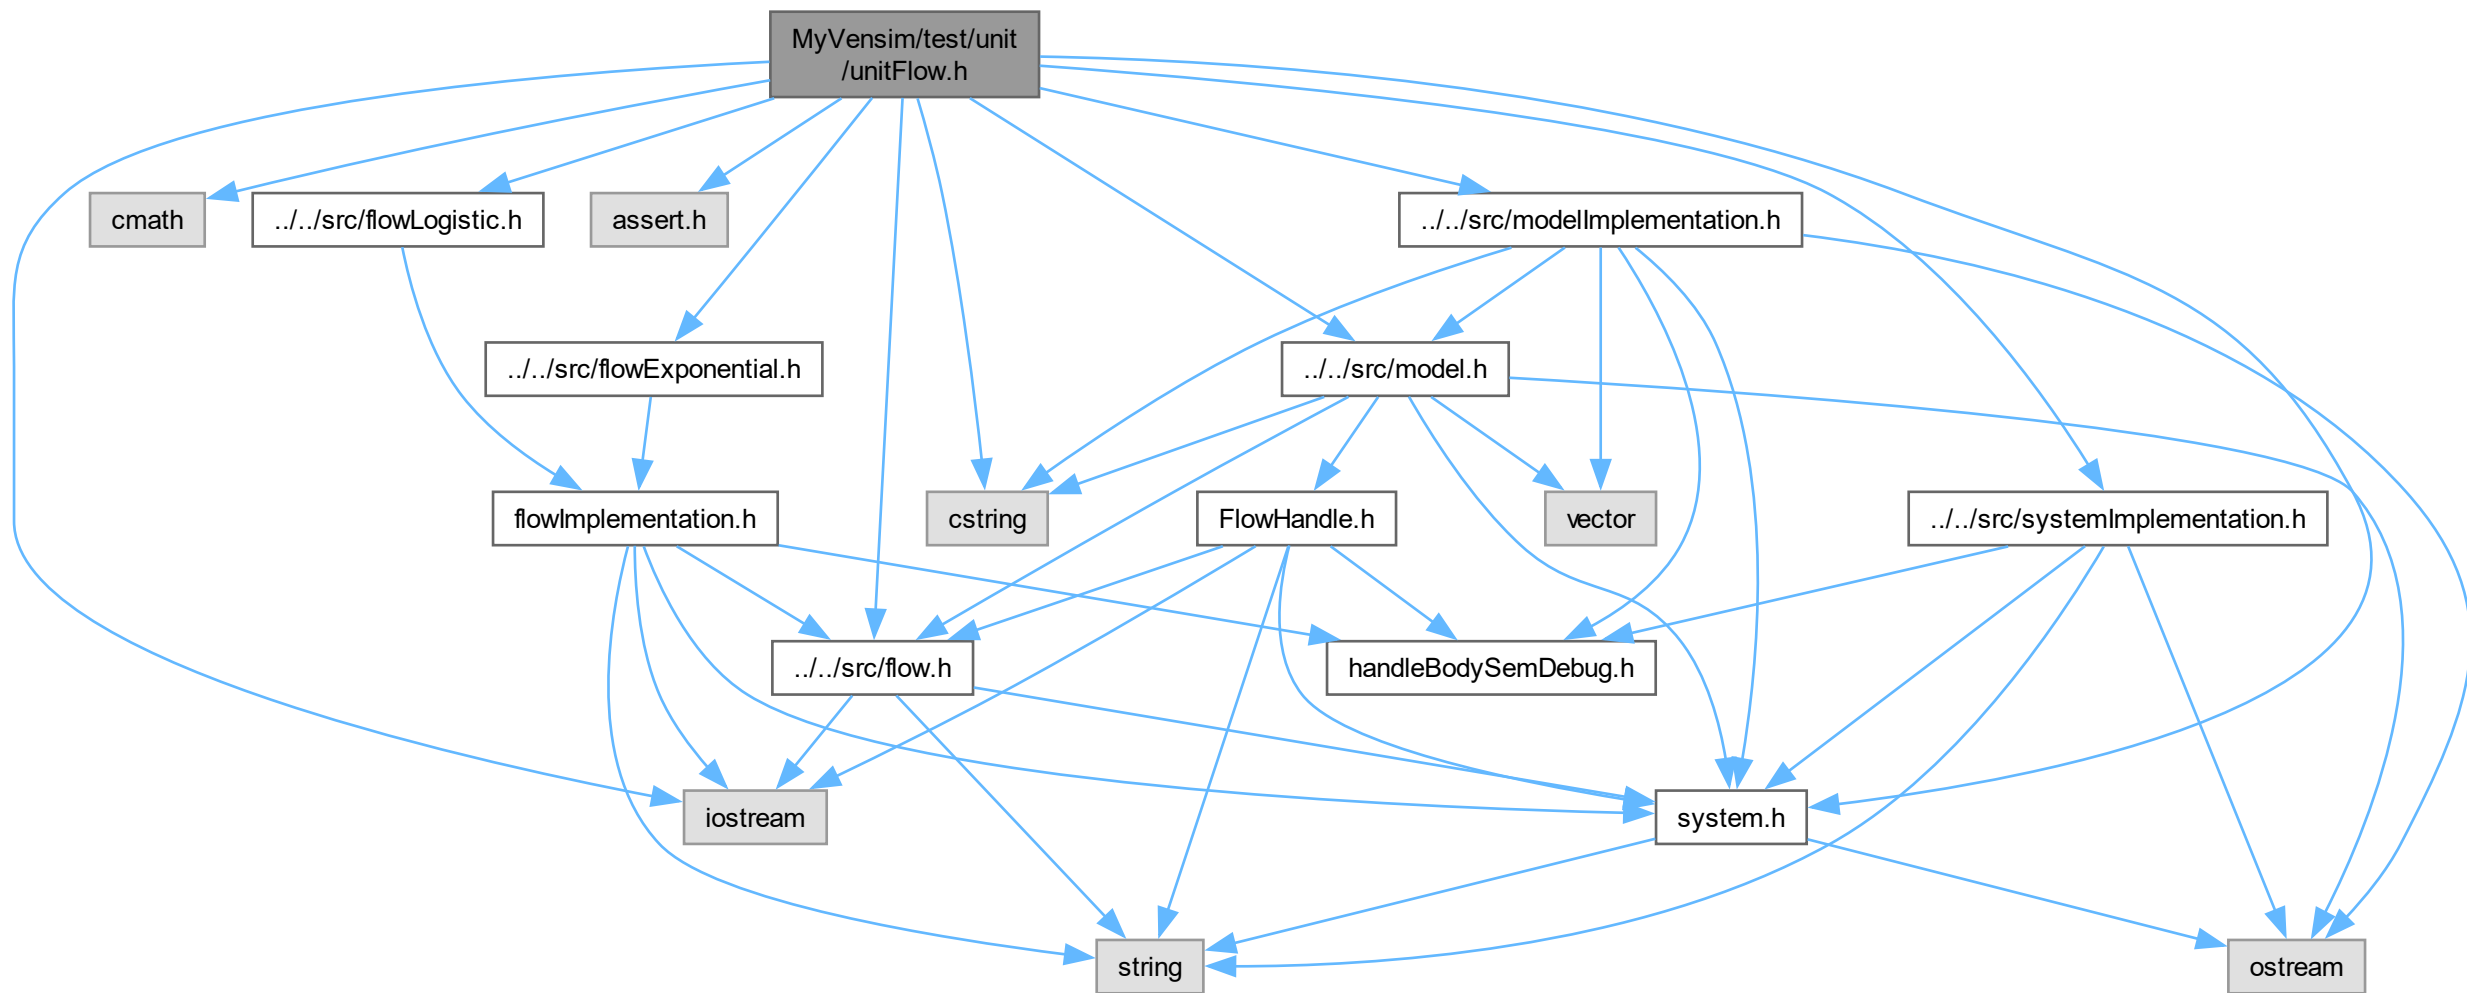 MyVensim/test/unit
/unitFlow.h
cmath
../../src/flowLogistic.h
assert.h
../../src/modelImplementation.h
../../src/flowExponential.h
../../src/model.h
flowImplementation.h
cstring
FlowHandle.h
vector
../../src/systemImplementation.h
../../src/flow.h
handleBodySemDebug.h
iostream
system.h
string
ostream